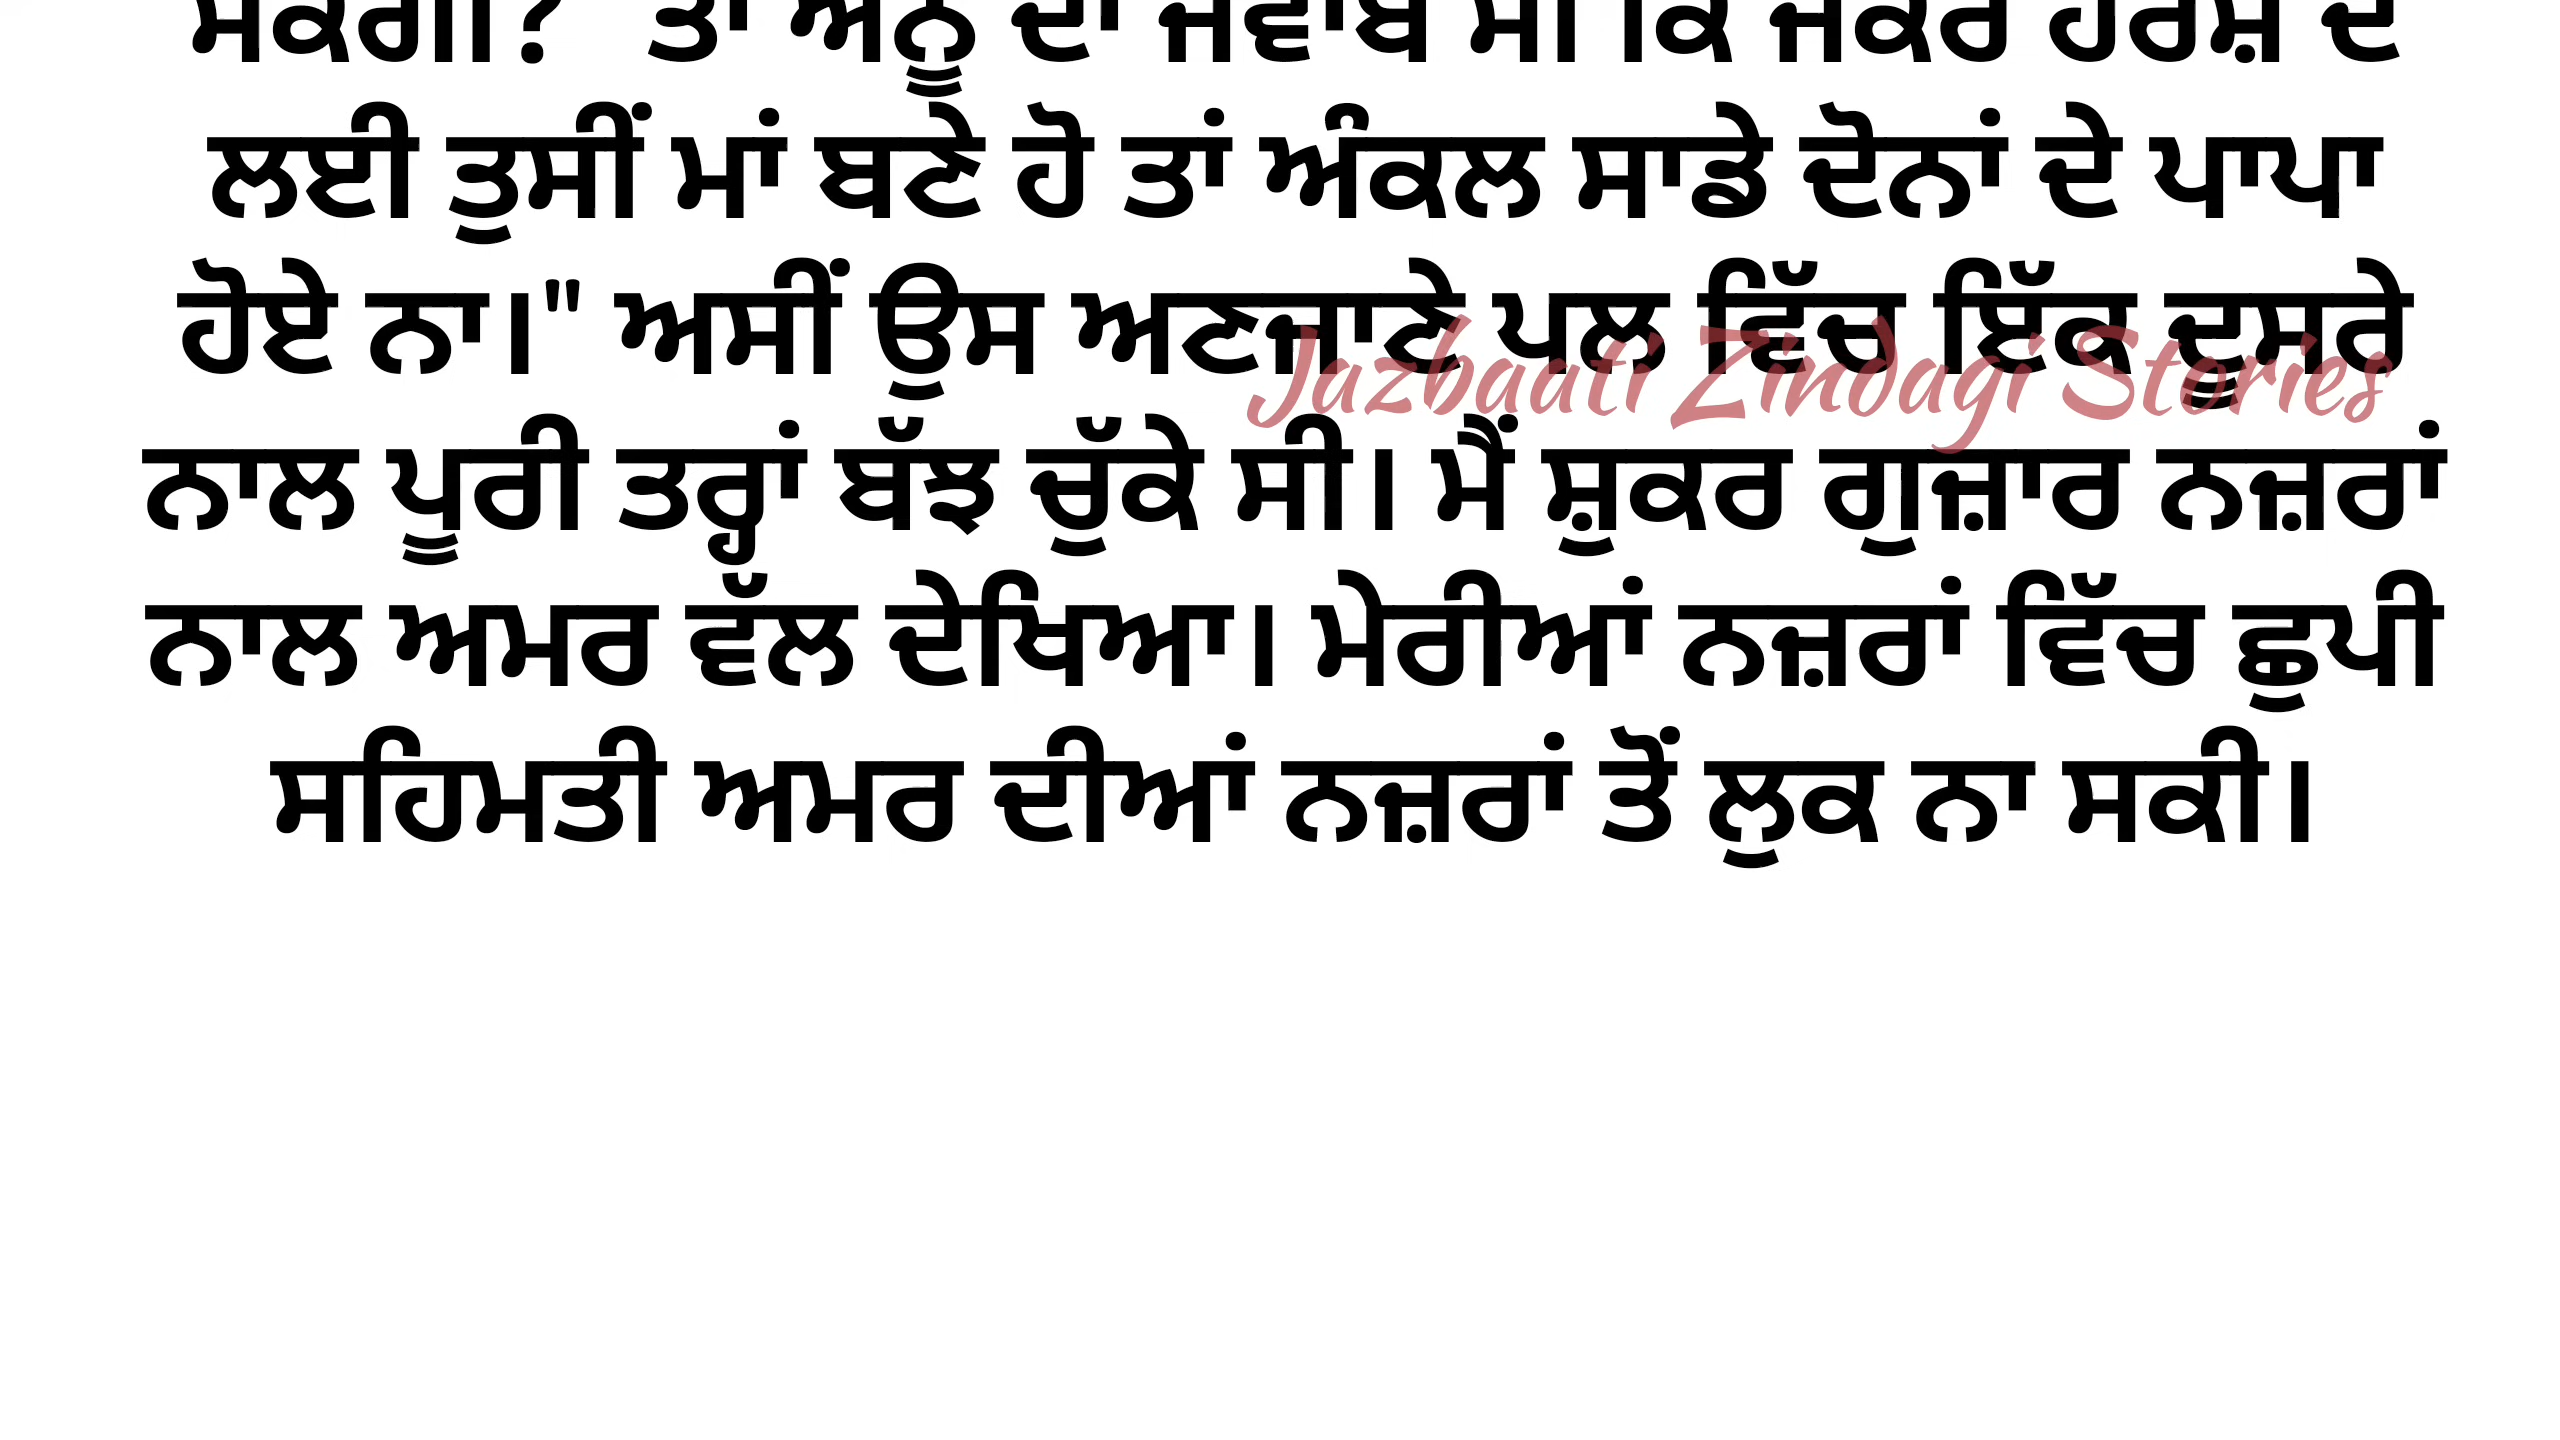 ਸਕੇਗੀ?" ਤਾਂ ਅਨੂ ਦਾ ਜਵਾਬ ਸੀ ਕਿ ਜੇਕਰ ਹਰਸ਼ ਦੇ
ਲਈ ਤੁਸੀਂ ਮਾਂ ਬਣੇ ਹੋ ਤਾਂ ਅੰਕਲ ਸਾਡੇ ਦੋਨਾਂ ਦੇ ਪਾਪਾ
ਹੋਏ ਨਾ।" ਅਸੀਂ ਉਸ ਅਣਜਾਣੇ ਪਲ ਵਿੱਚ ਇੱਕ ਦੂਸਰੇ
Jazbaati Zindagi Stories
ਨਾਲ ਪੂਰੀ ਤਰ੍ਹਾਂ ਬੱਝ ਚੁੱਕੇ ਸੀ। ਮੈਂ ਸ਼ੁਕਰ ਗੁਜ਼ਾਰ ਨਜ਼ਰਾਂ
ਨਾਲ ਅਮਰ ਵੱਲ ਦੇਖਿਆ। ਮੇਰੀਆਂ ਨਜ਼ਰਾਂ ਵਿੱਚ ਛੁਪੀ
ਸਹਿਮਤੀ ਅਮਰ ਦੀਆਂ ਨਜ਼ਰਾਂ ਤੋਂ ਲੁਕ ਨਾ ਸਕੀ।